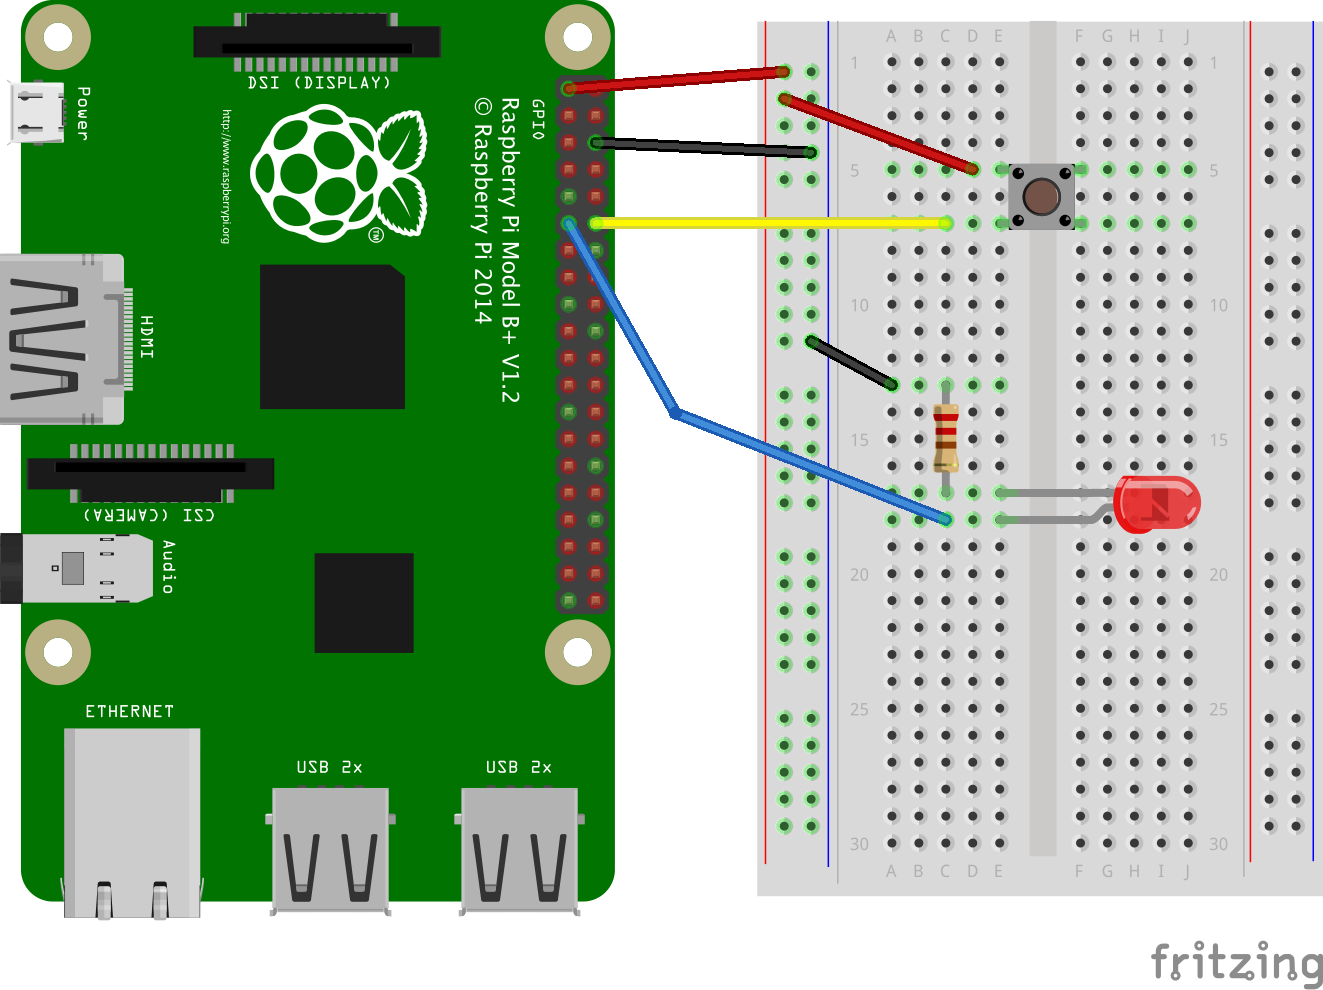 DSI (DISPLAY)
Power
http://www.raspberrypi.org
TM
GPIO
Raspberry Pi Model B+ V1.2
© Raspberry Pi 2014
HDMI
CSI (CAMERA)
Audio
ETHERNET
USB 2x
USB 2x
A B C D E F G H I J
1 1
5 5
10 10
15 15
20 20
25 25
30 30
A B C D E F G H I J
fritzing